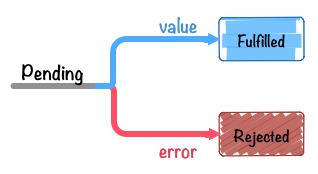 value
Fulfilled
Pending
Rejected
error